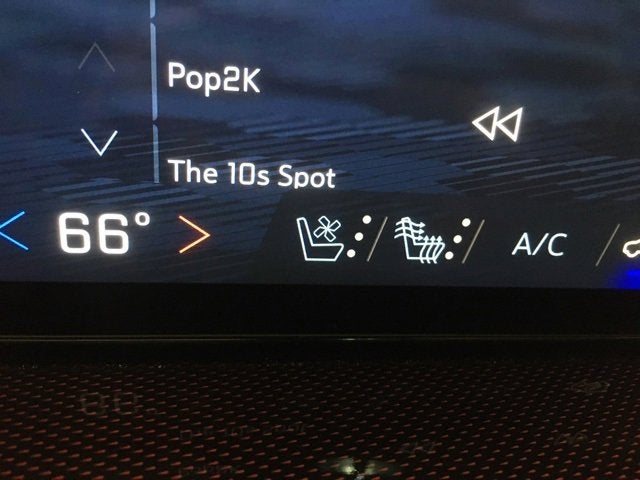 Pop2K
The 10s Spot
66°
A/C